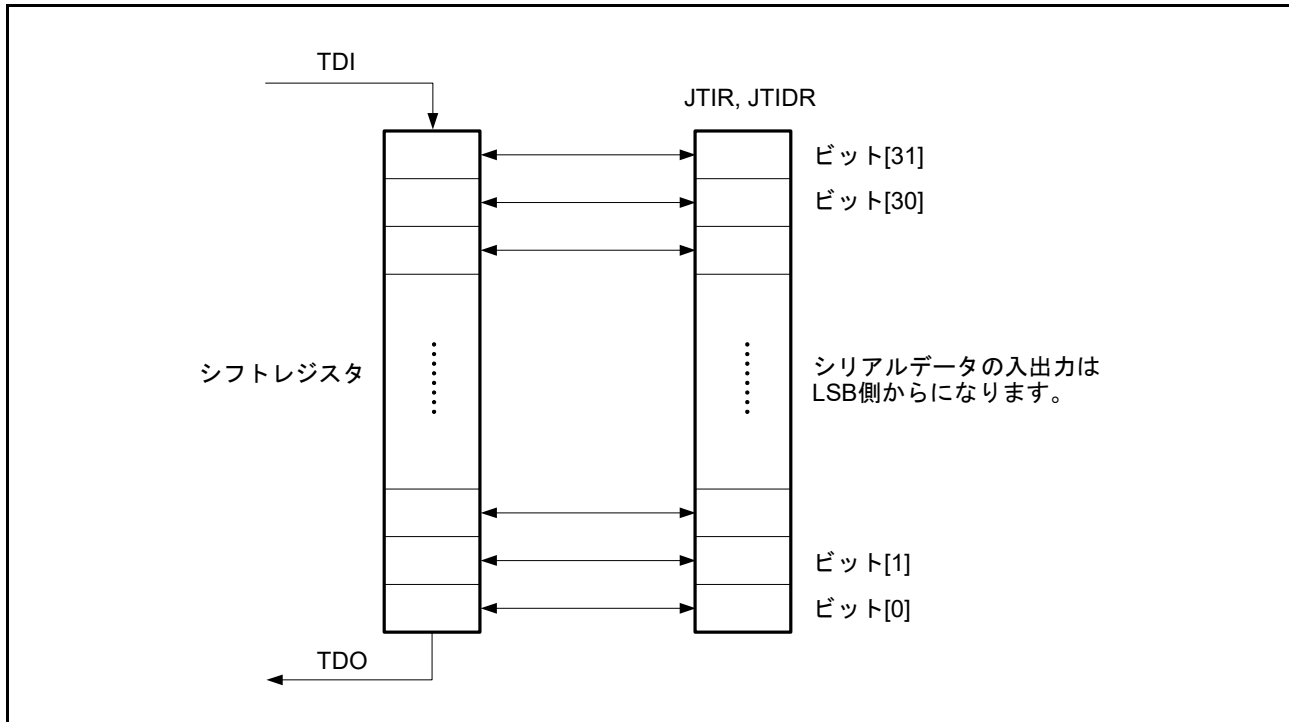 TDI
JTIR, JTIDR
ビット[31]
ビット[30]
シフトレジスタ
シリアルデータの入出力は
LSB側からになります。
ビット[1]
ビット[0]
TDO